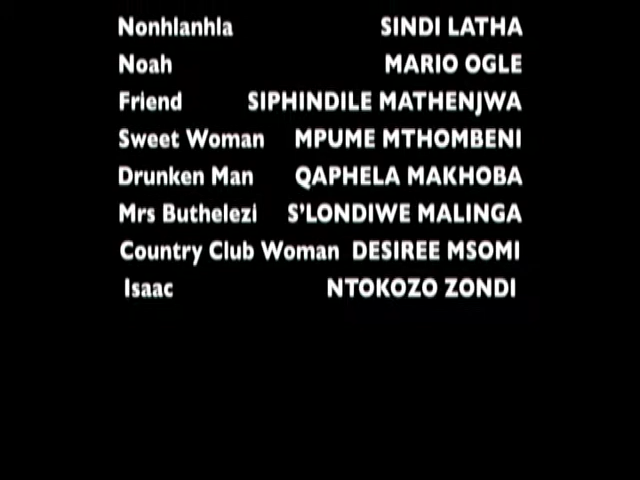 Nonhlanhla SINDI LATHA
Noah MARIO OGLE
Friend SIPHINDILE MATHENJWA
Sweet Woman MPUME MTHOMBENI
Drunken Man QAPHELA MAKHOBA
Mrs Buthelezi S'LONDIWE MALINGA
Country Club Woman DESIREE MSOMI
Isaac NTOKOZO ZONDI